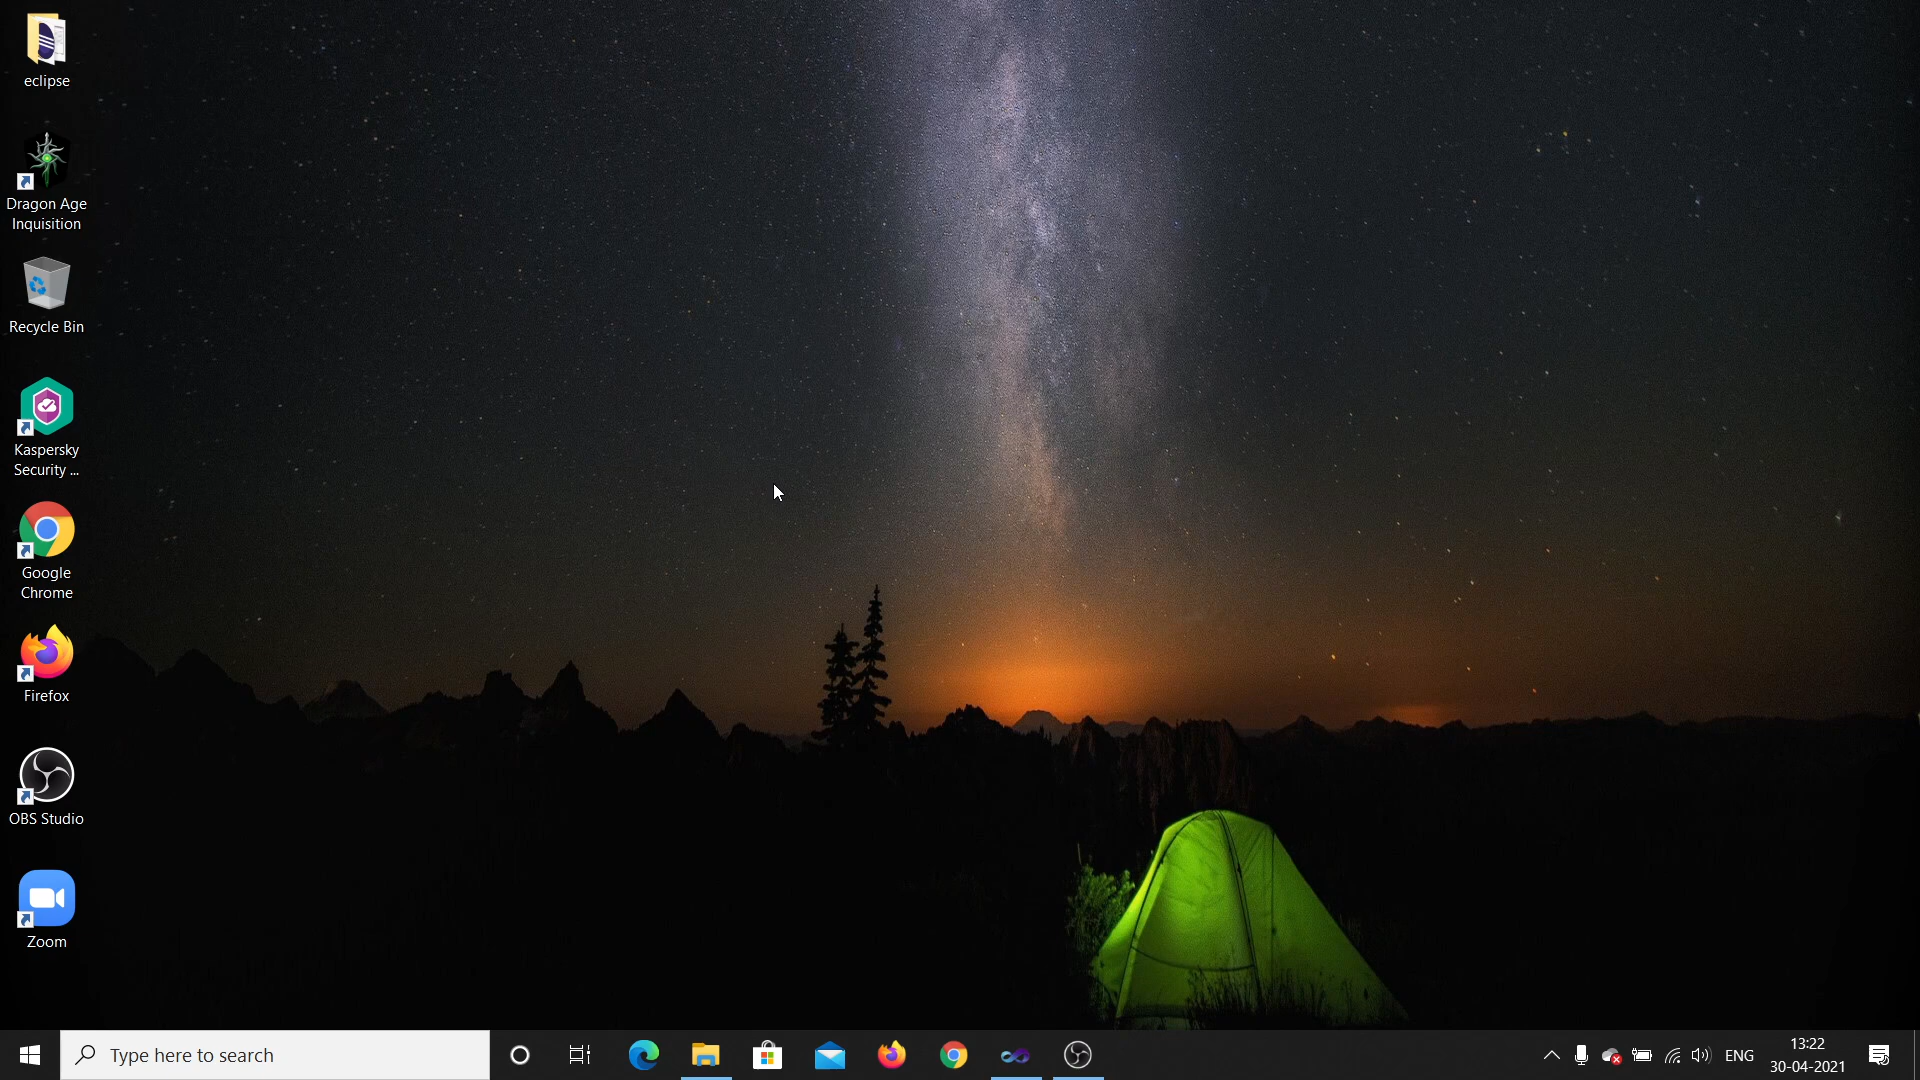 eclipse
Dragon Age
Inquisition
Recycle Bin
Kaspersky
Security ...
Google
Chrome
Firefox
OBS Studio
Zoom
Type here to search
ENG
13:22
30-04-2021